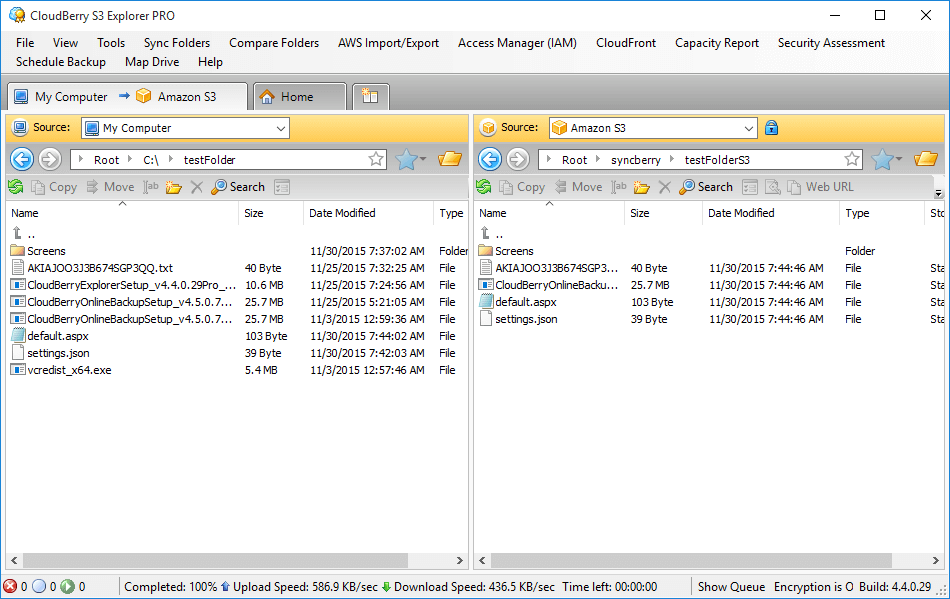 CloudBerry S3 Explorer PRO
File View Tools Sync Folders Compare Folders AWS Import/Export Access Manager (IAM) CloudFront Capacity Report Security Assessment
Schedule Backup Map Drive Help
My Computer Amazon S3 Home
Source: My Computer
Root C:\ testFolder
Copy Move ab Search
Name Size Date Modified Type
..
Screens 11/30/2015 7:37:02 AM Folder
AKIAJOO3J3B674SGP3QQ.txt 40 Byte 11/25/2015 7:32:25 AM File
CloudBerryExplorerSetup_v4.4.0.29Pro_... 10.6 MB 11/25/2015 7:24:56 AM File
CloudBerryOnlineBackupSetup_v4.5.0.7... 25.7 MB 11/25/2015 5:21:05 AM File
CloudBerryOnlineBackupSetup_v4.5.0.7... 25.7 MB 11/3/2015 12:59:36 AM File
default.aspx 103 Byte 11/30/2015 7:44:02 AM File
settings.json 39 Byte 11/30/2015 7:42:03 AM File
vcredist_x64.exe 5.4 MB 11/3/2015 12:57:46 AM File
Source: Amazon S3
Root syncberry testFolderS3
Copy Move ab Search Web URL
Name Size Date Modified Type Sto
..
Screens Folder
AKIAJOO3J3B674SGP3... 40 Byte 11/30/2015 7:44:46 AM File Sta
CloudBerryOnlineBacku... 25.7 MB 11/30/2015 7:44:46 AM File Sta
default.aspx 103 Byte 11/30/2015 7:44:46 AM File Sta
settings.json 39 Byte 11/30/2015 7:44:46 AM File Sta
0 0 0 Completed: 100% Upload Speed: 586.9 KB/sec Download Speed: 436.5 KB/sec Time left: 00:00:00 Show Queue Encryption is O Build: 4.4.0.29